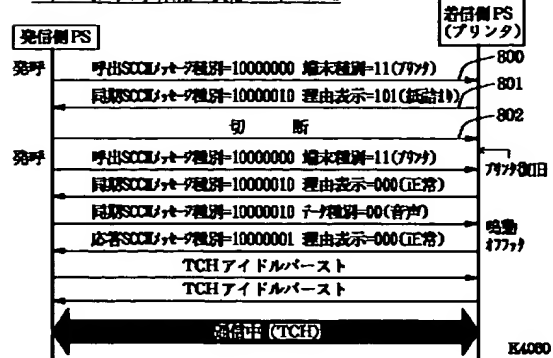 着信側PS
(プリンタ)
発信側PS
800
発呼 呼出SCCHメッセージ種別=10000000 端末種別=11(プリンタ)
801
同期SCCHメッセージ種別=10000010 理由表示=101(紙詰まり)
802
切 断
発呼 呼出SCCHメッセージ種別=10000000 端末種別=11(プリンタ)
プリンタ復旧
同期SCCHメッセージ種別=10000010 理由表示=000(正常)
同期SCCHメッセージ種別=10000010 データ種別=00(音声)
鳴動
応答SCCHメッセージ種別=10000001 理由表示=000(正常)
オフフック
TCHアイドルバースト
TCHアイドルバースト
通信中(TCH)
K4060